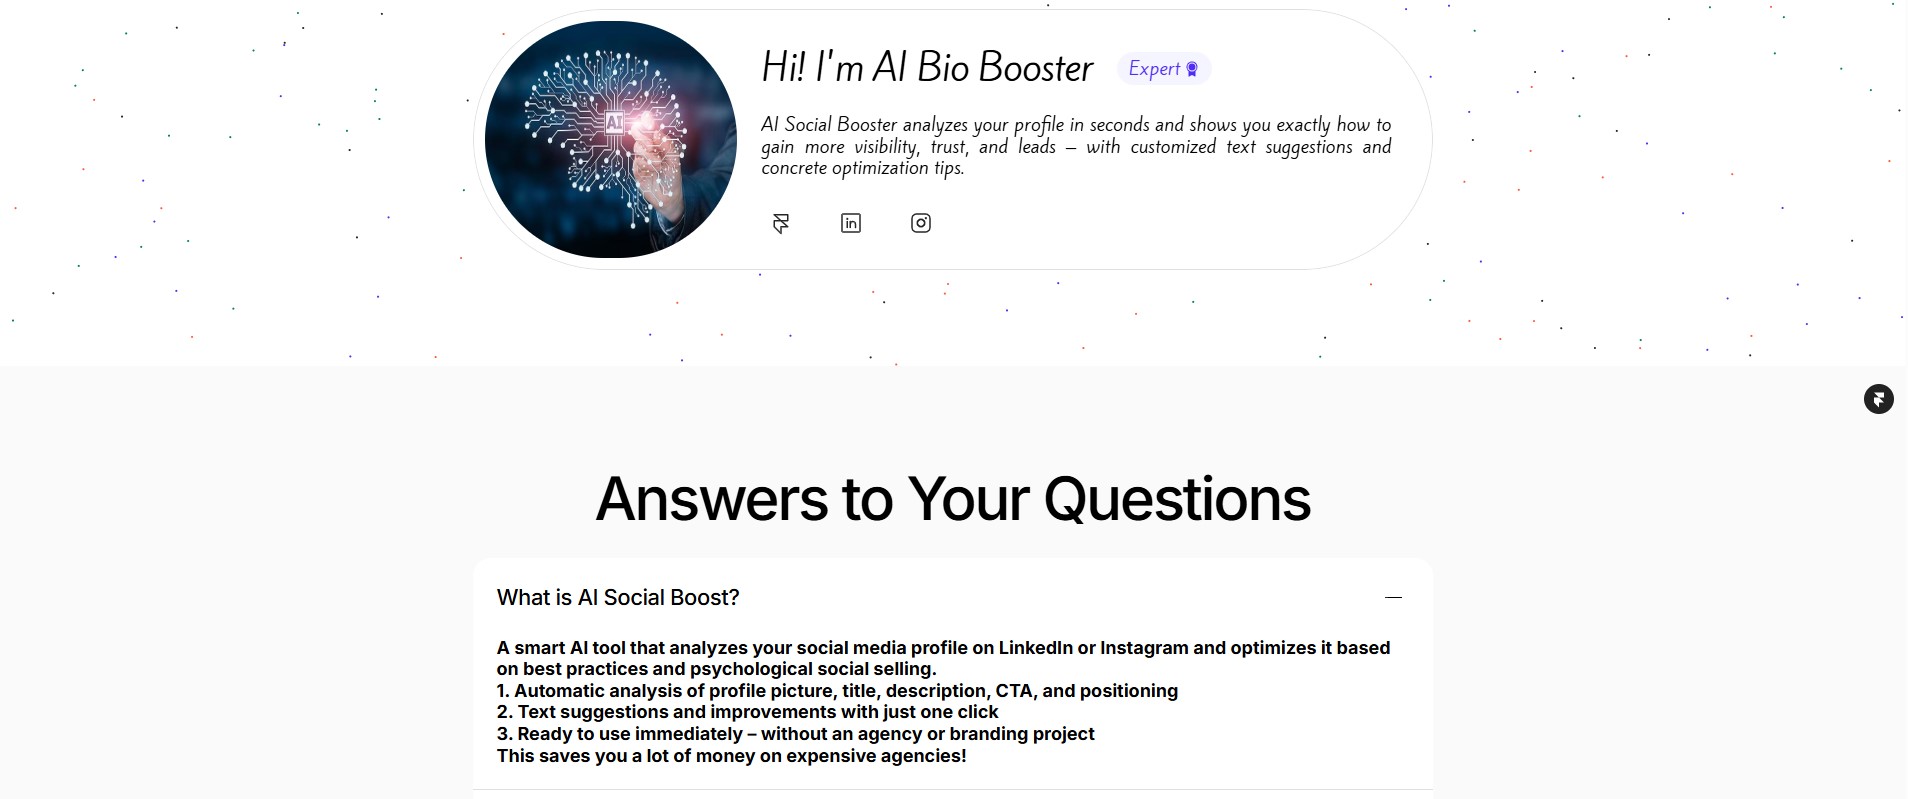 Hi! I'm AI Bio Booster
Expert
AI Social Booster analyzes your profile in seconds and shows you exactly how to
gain more visibility, trust, and leads – with customized text suggestions and
concrete optimization tips.
AI
in
Answers to Your Questions
What is AI Social Boost?
A smart AI tool that analyzes your social media profile on LinkedIn or Instagram and optimizes it based
on best practices and psychological social selling.
1. Automatic analysis of profile picture, title, description, CTA, and positioning
2. Text suggestions and improvements with just one click
3. Ready to use immediately – without an agency or branding project
This saves you a lot of money on expensive agencies!